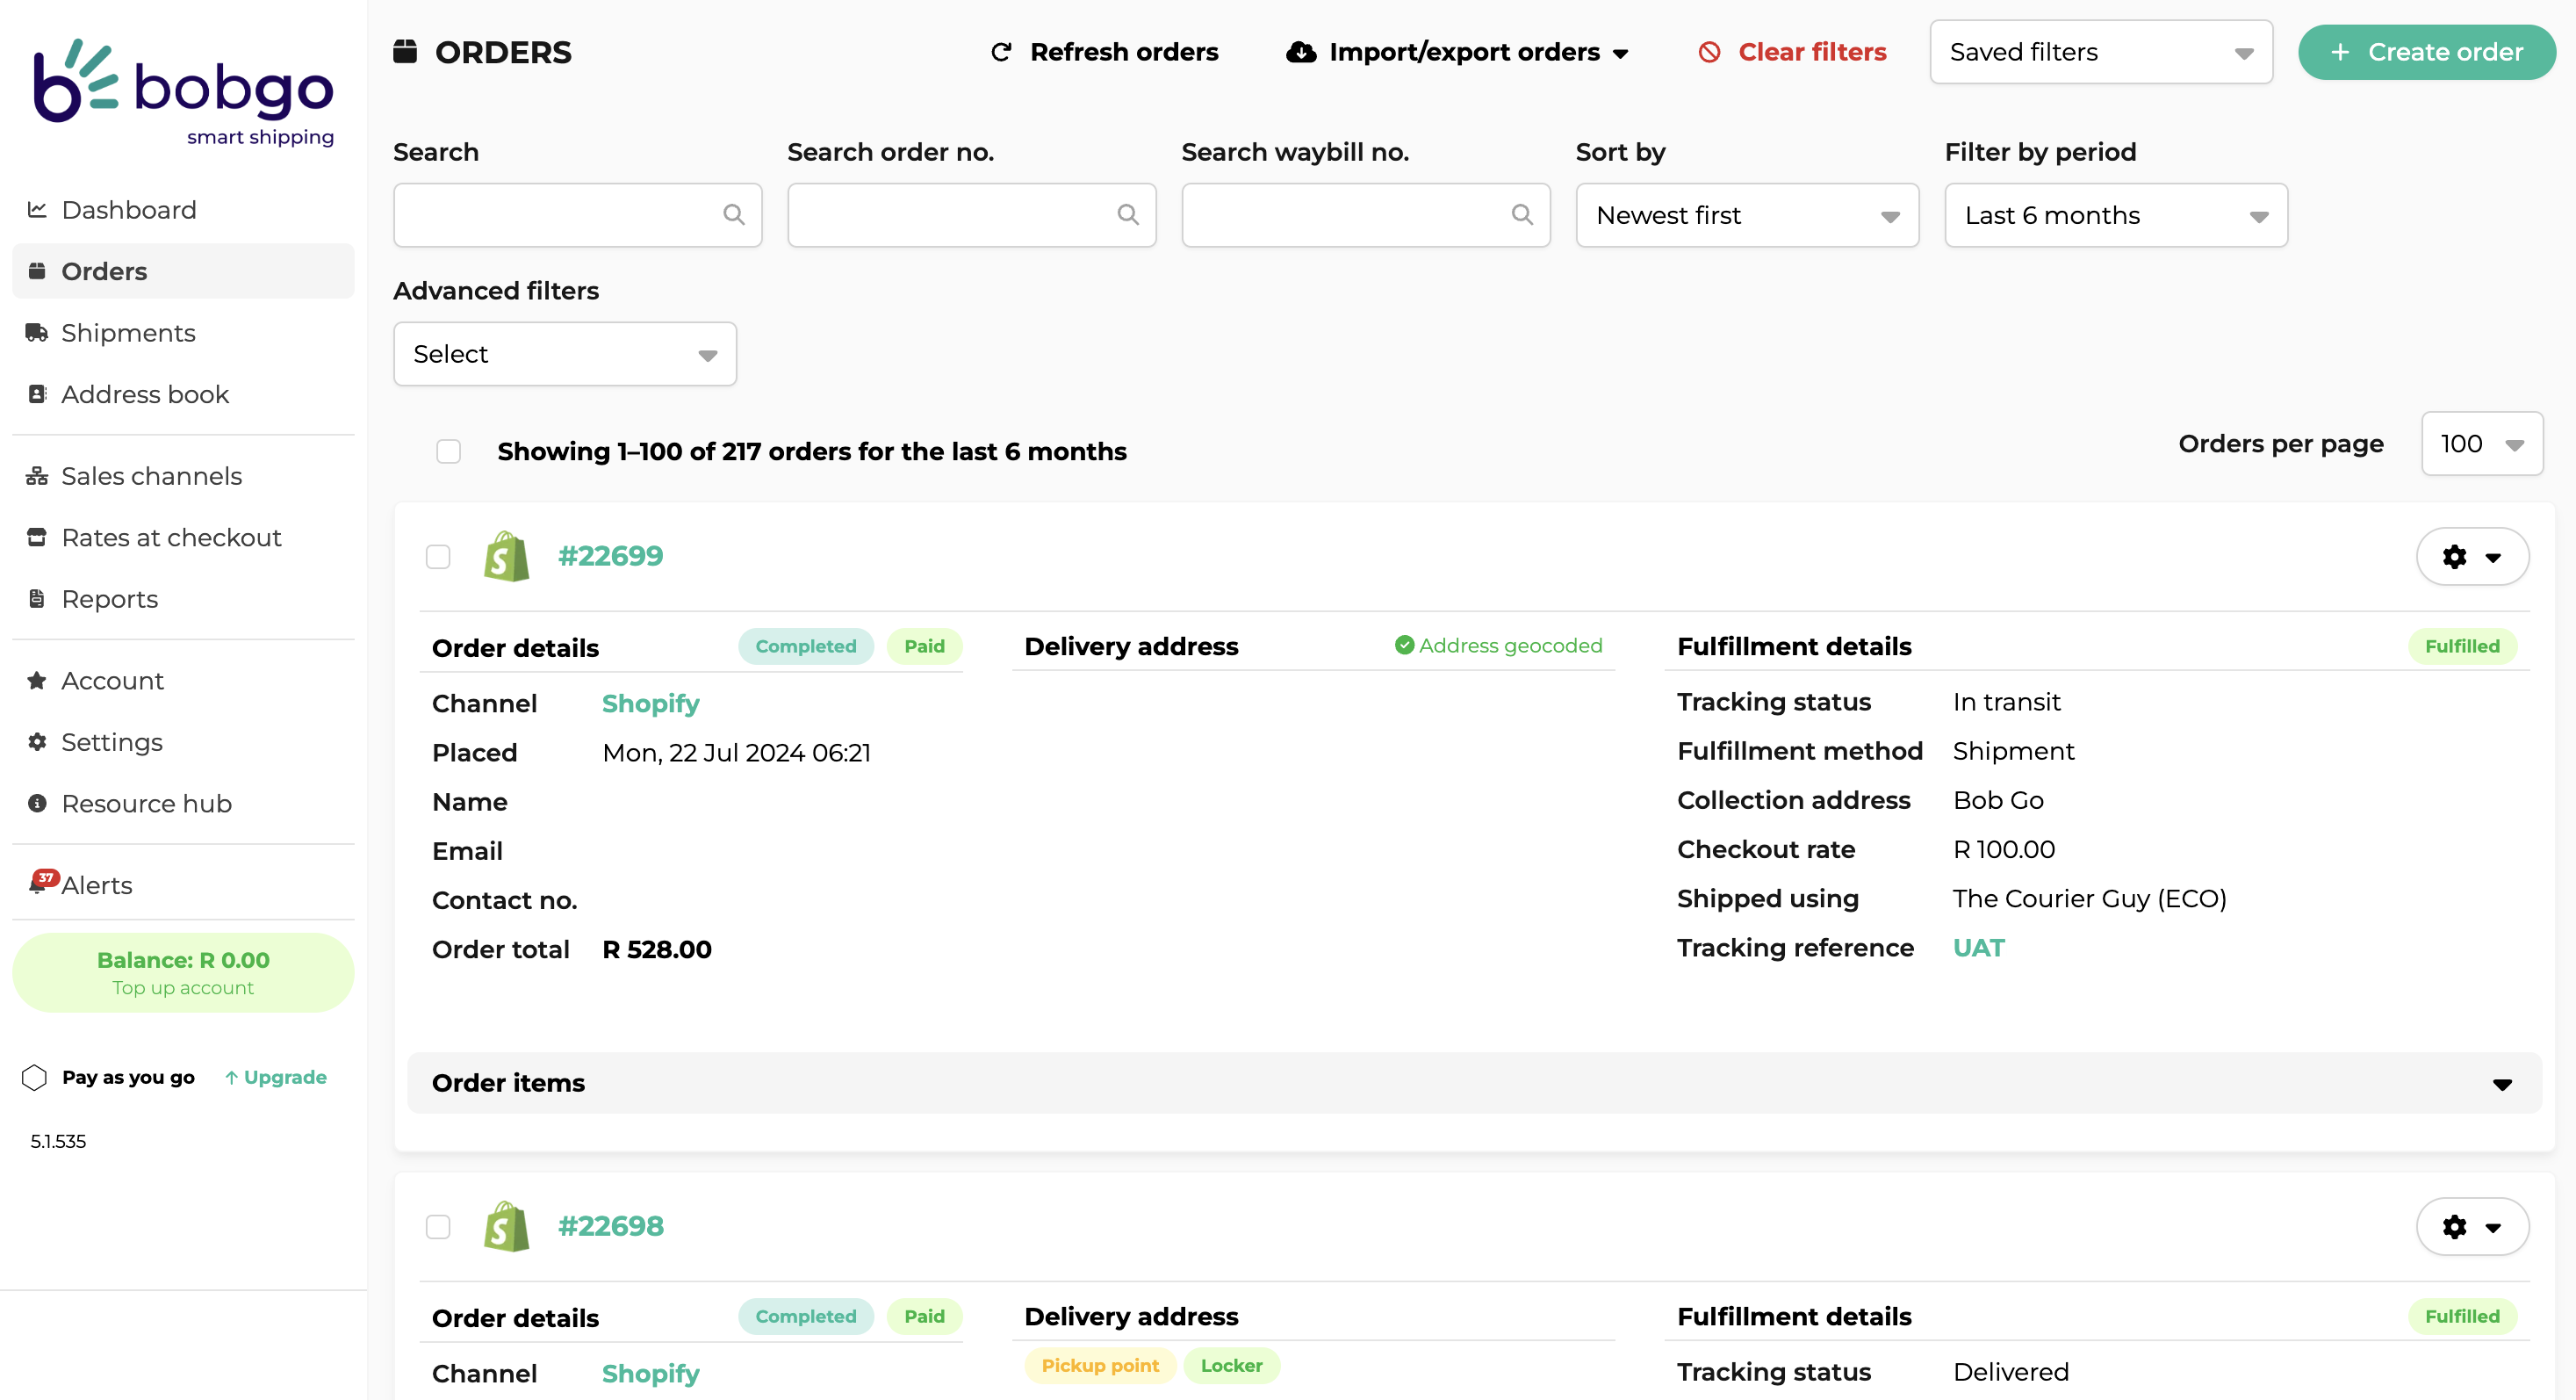 bobgo
smart shipping
Dashboard
Orders
Shipments
Address book
Sales channels
Rates at checkout
Reports
Account
Settings
Resource hub
37
Alerts
Balance: R 0.00
Top up account
Pay as you go ↑ Upgrade
5.1.535
ORDERS
Refresh orders
Import/export orders
Clear filters
Saved filters
+ Create order
Search
Search order no.
Search waybill no.
Sort by
Newest first
Filter by period
Last 6 months
Advanced filters
Select
Showing 1–100 of 217 orders for the last 6 months
Orders per page 100
#22699
Order details Completed Paid
Channel Shopify
Placed Mon, 22 Jul 2024 06:21
Name
Email
Contact no.
Order total R 528.00
Delivery address Address geocoded
Fulfillment details Fulfilled
Tracking status In transit
Fulfillment method Shipment
Collection address Bob Go
Checkout rate R 100.00
Shipped using The Courier Guy (ECO)
Tracking reference UAT
Order items
#22698
Order details Completed Paid
Channel Shopify
Delivery address
Pickup point Locker
Fulfillment details Fulfilled
Tracking status Delivered